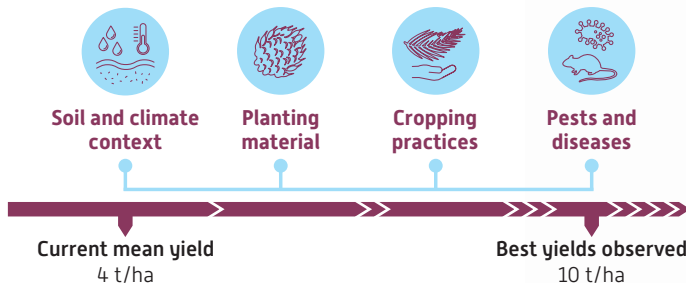 Soil and climate
context
Planting
material
Cropping
practices
Pests and
diseases
Current mean yield
4 t/ha
Best yields observed
10 t/ha